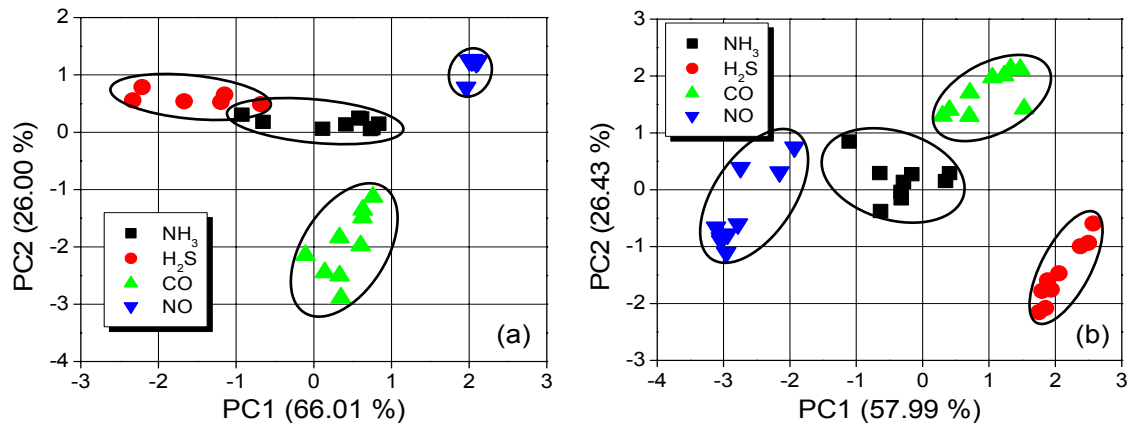 2
1
0
-1
-2
-3
-4
PC2 (26.00 %)
NH₃
H₂S
CO
NO
(a)
-3 -2 -1 0 1 2 3
PC1 (66.01 %)
3
2
1
0
-1
-2
-3
PC2 (26.43 %)
NH₃
H₂S
CO
NO
(b)
-4 -3 -2 -1 0 1 2 3
PC1 (57.99 %)